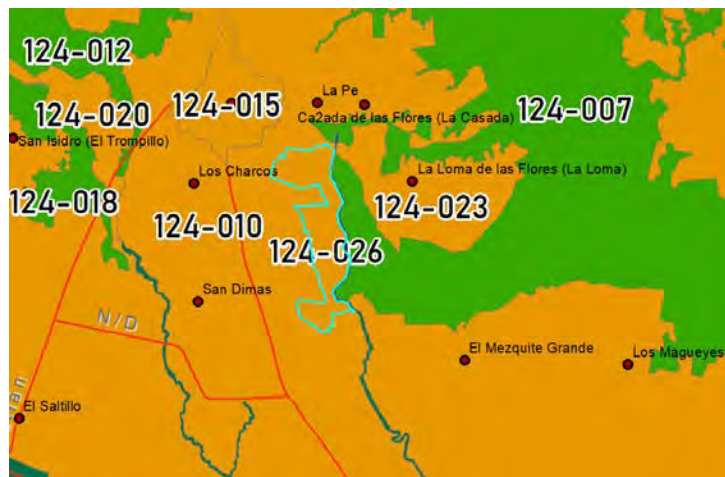 124-012
La Pe
124-020
124-015
124-007
Ca2ada de las Flores (La Casada)
San Isidro (El Trompillo)
Los Charcos
La Loma de las Flores (La Loma)
124-018
124-023
124-010
124-026
San Dimas
N/D
El Mezquite Grande
Los Magueyes
El Saltillo